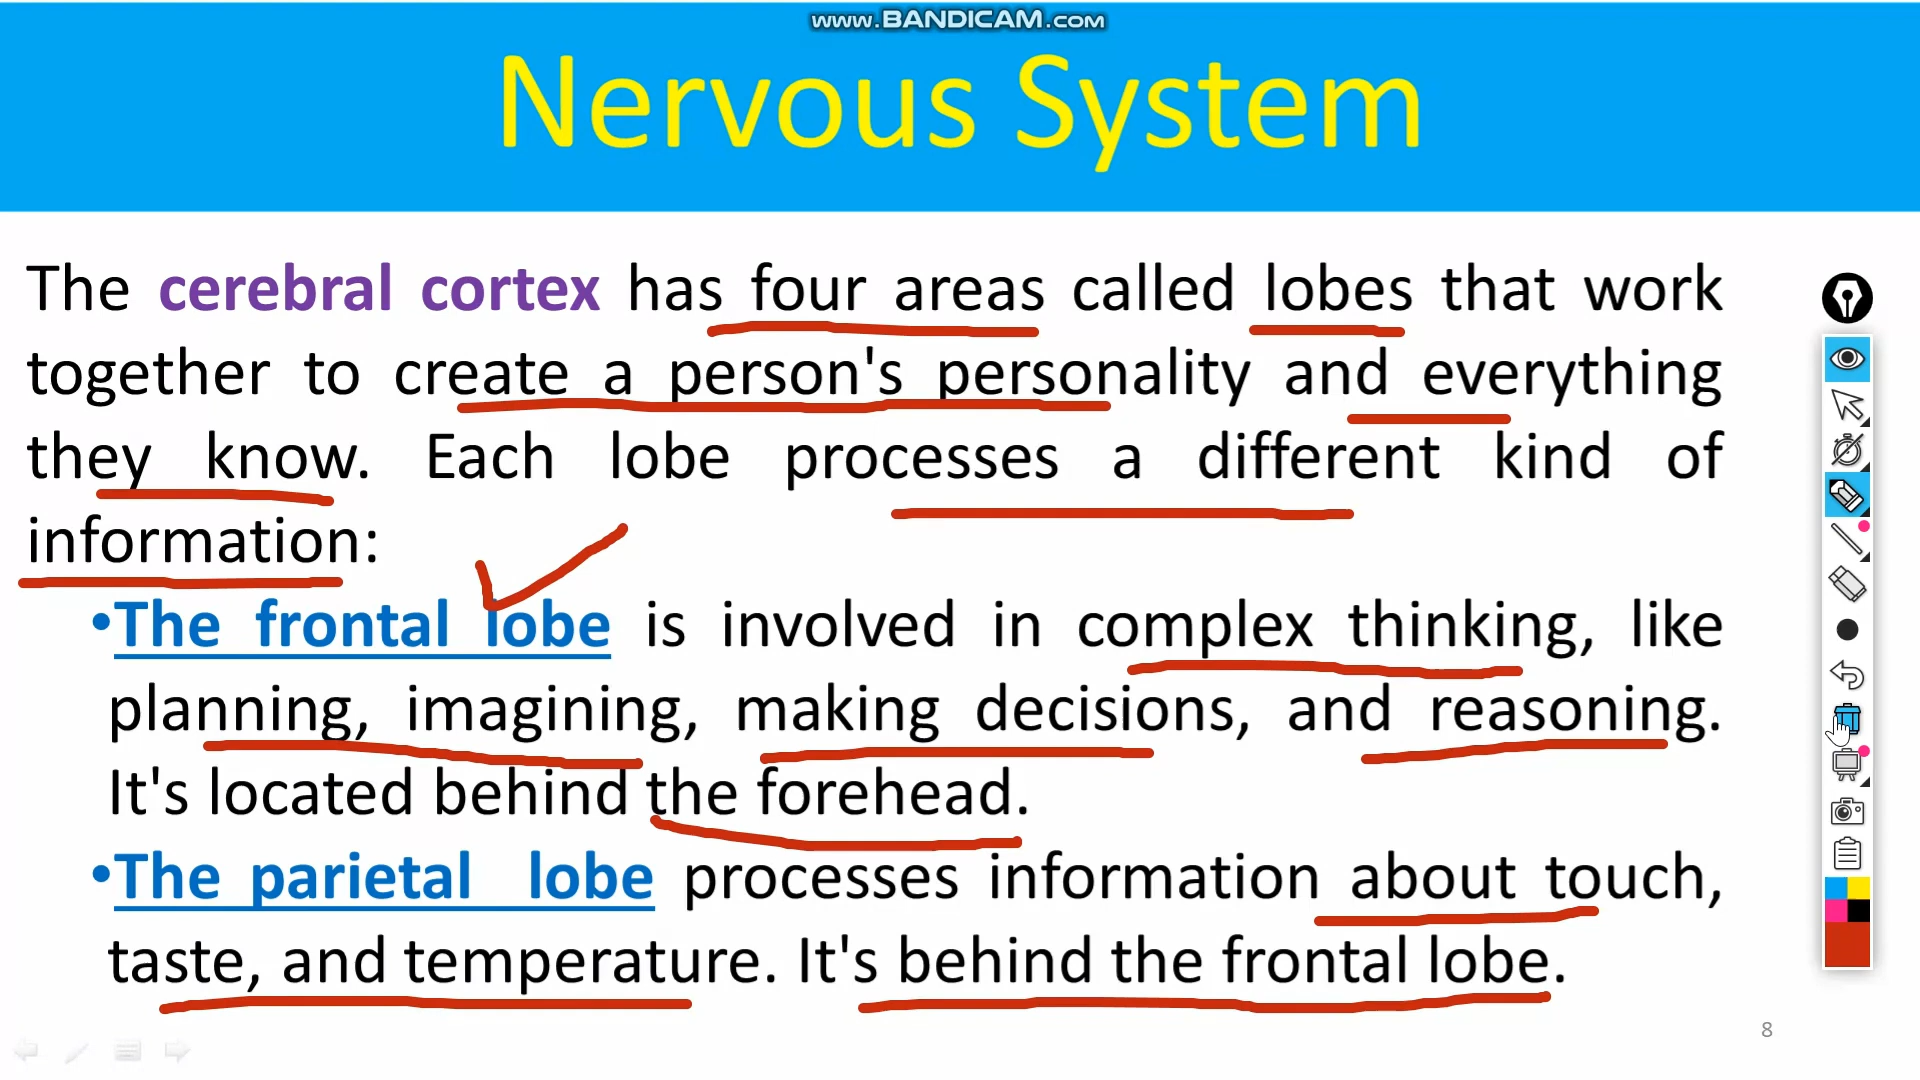 www.BANDICAM.com
Nervous System
The cerebral cortex has four areas called lobes that work
together to create a person's personality and everything
they know. Each lobe processes a different kind of
information:
•The frontal lobe is involved in complex thinking, like
planning, imagining, making decisions, and reasoning.
It's located behind the forehead.
•The parietal lobe processes information about touch,
taste, and temperature. It's behind the frontal lobe.
8